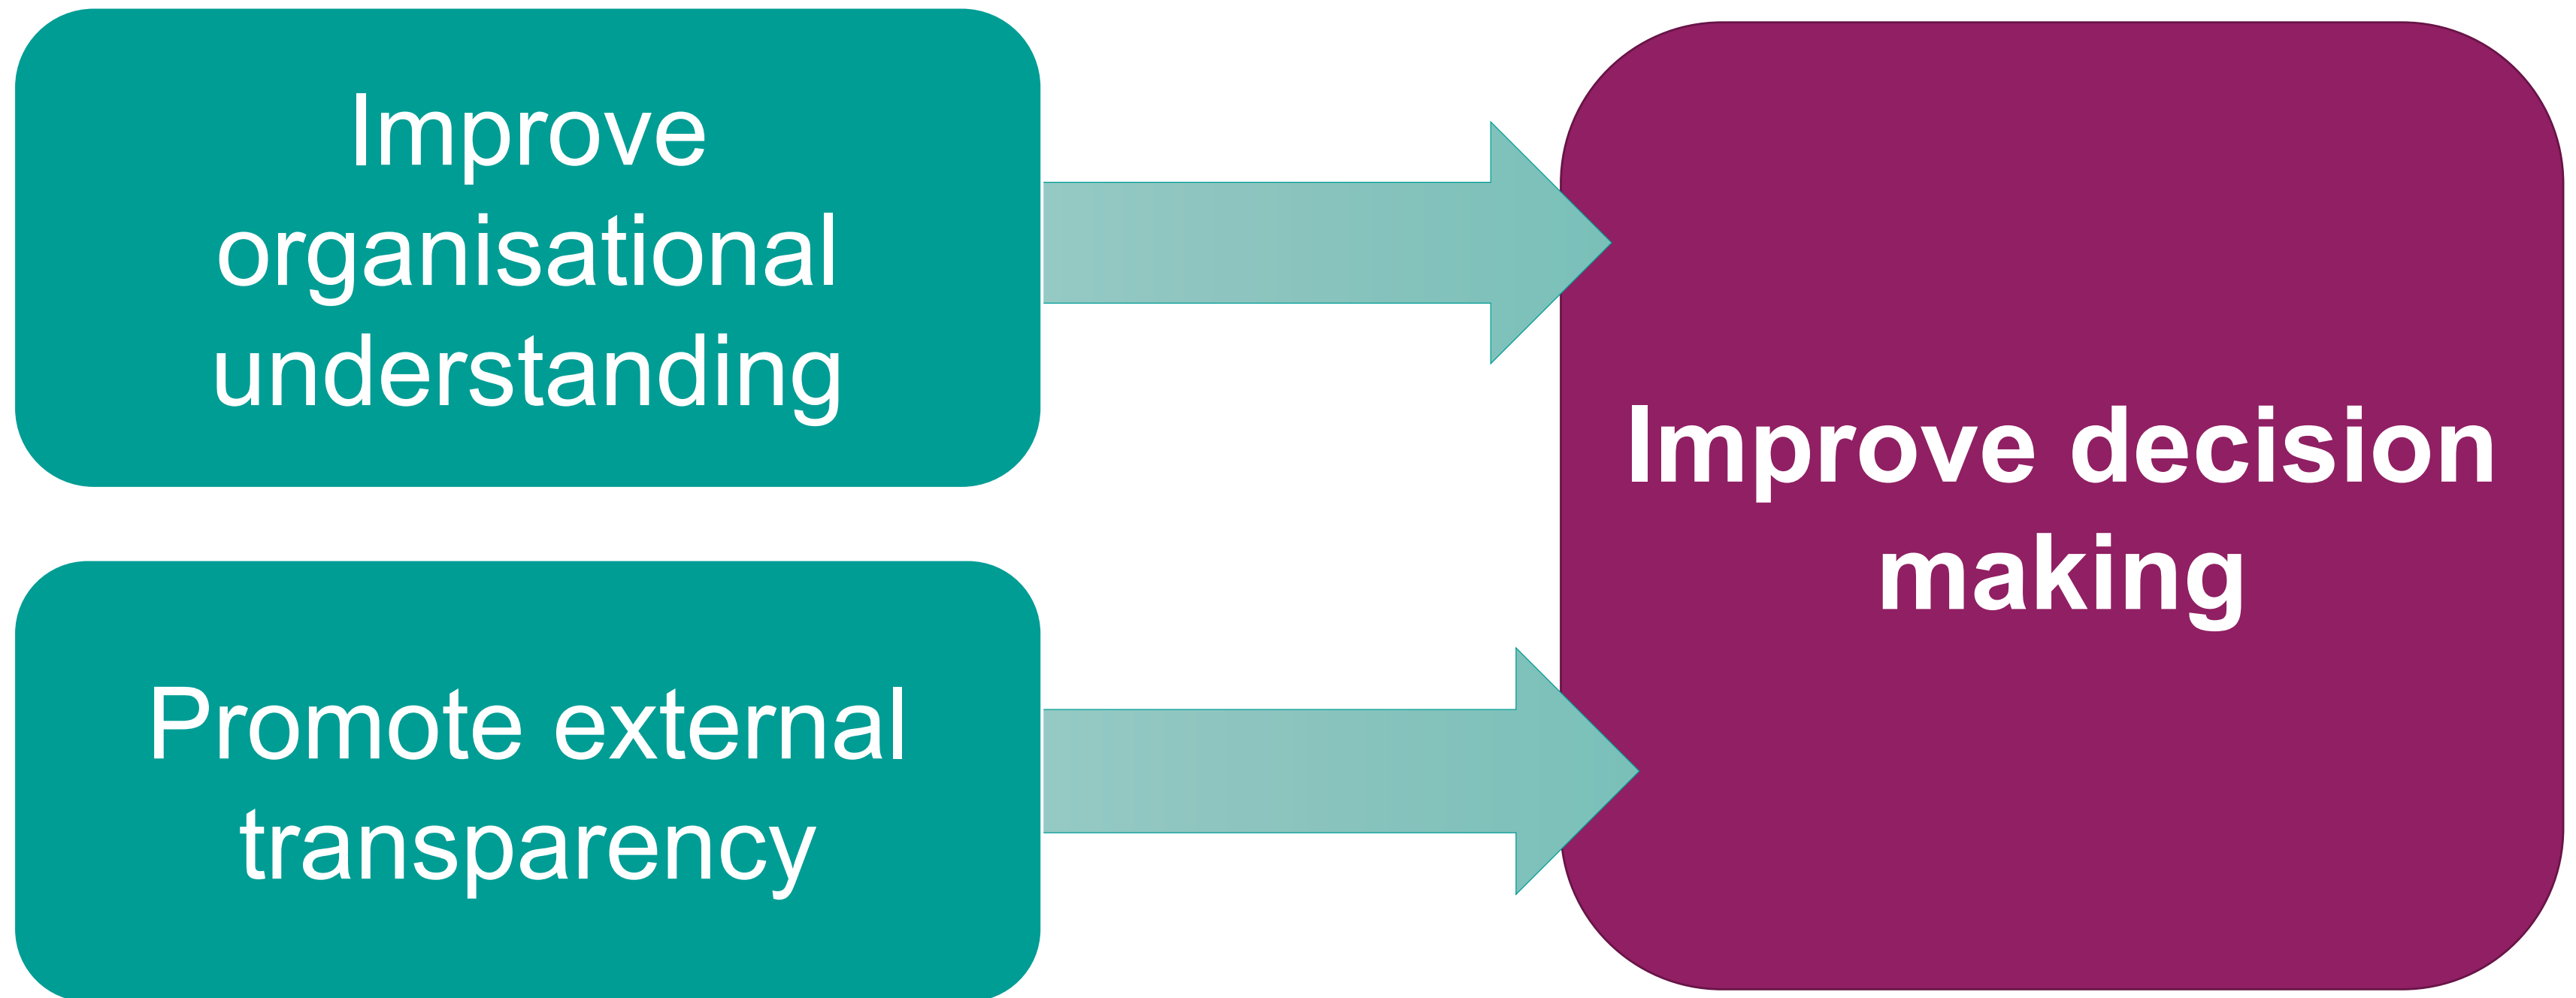 Improve
organisational
understanding
Promote external
transparency
Improve decision
making